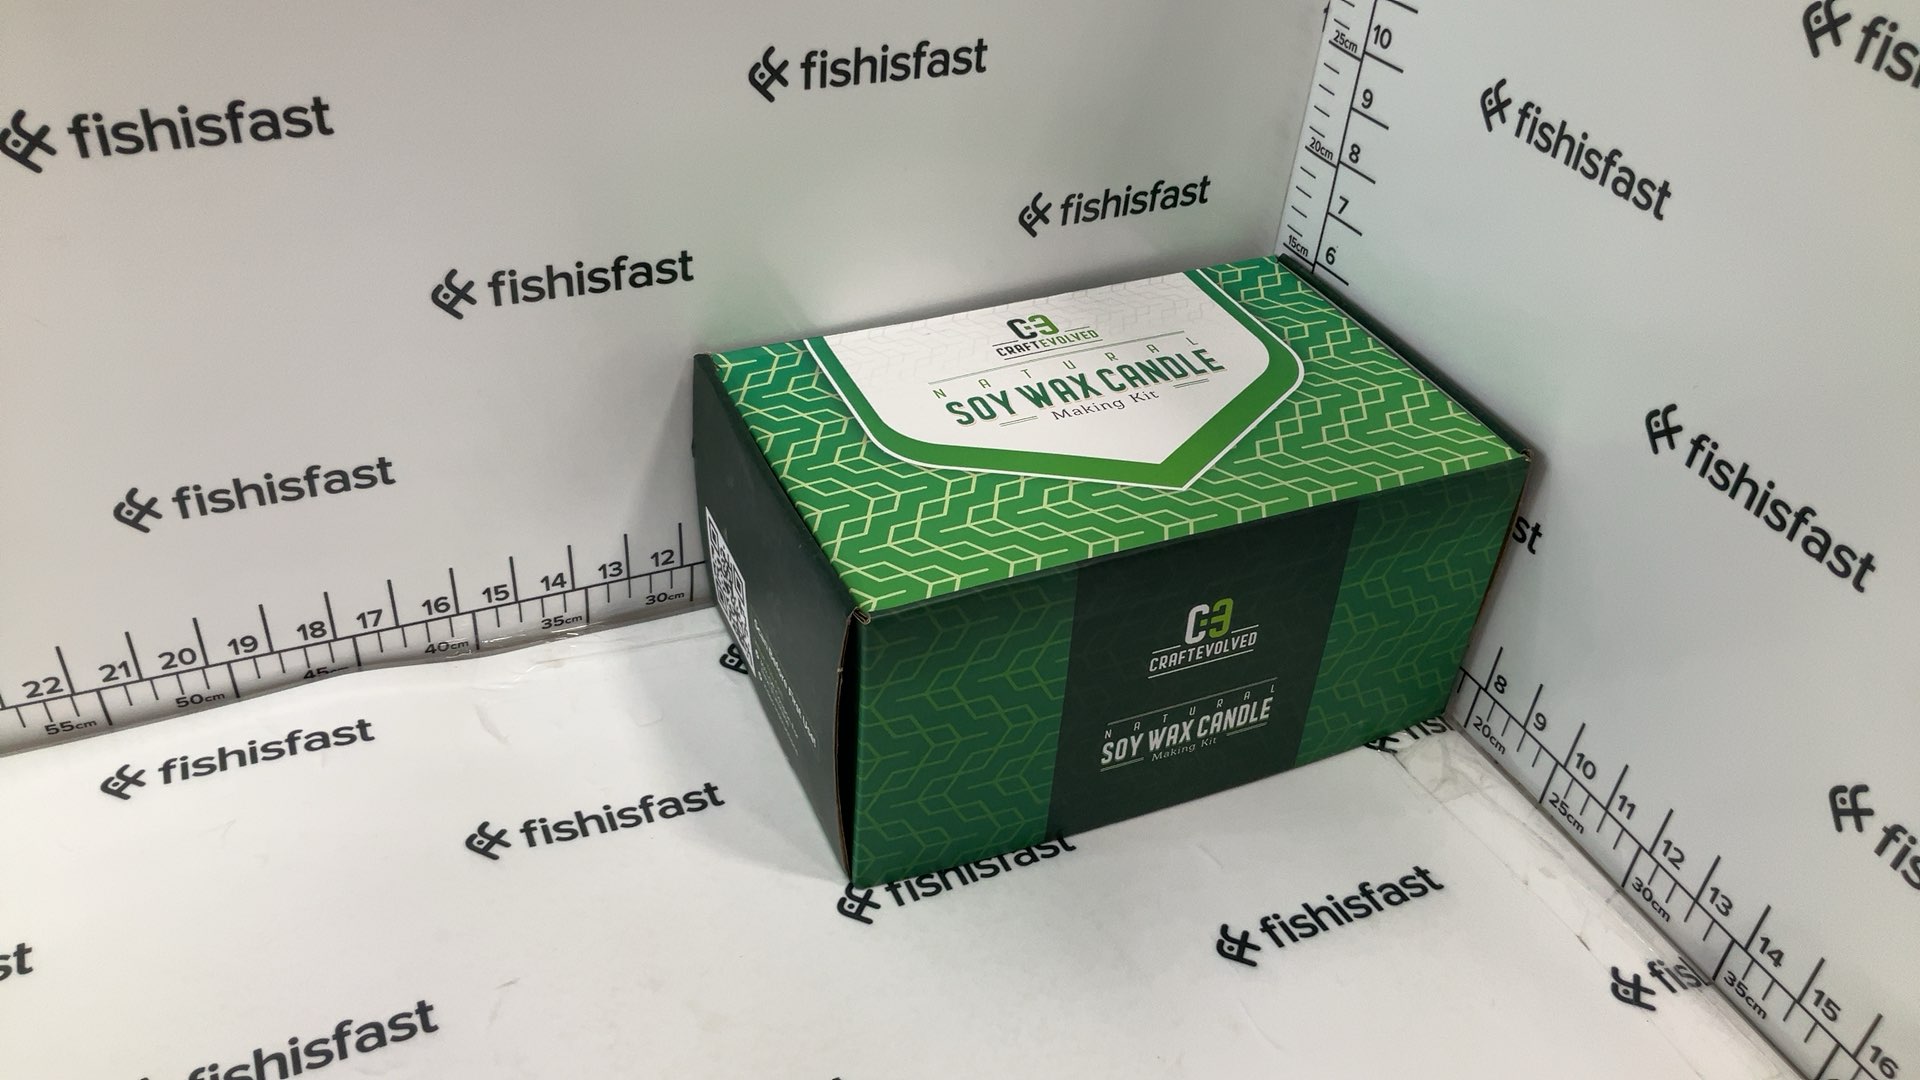 fishisfast
fishisfast
fishisfast
fishisfast
fishisfast
fishisfast
fishisfast
10
25cm
9
20cm
8
7
15cm
6
C3
CRAFTEVOLVED
NATURAL
SOY WAX CANDLE
Making Kit
C3
CRAFTEVOLVED
NATURAL
SOY WAX CANDLE
Making Kit
22 21 20 19 18 17 16 15 14 13 12
55cm 50cm 45cm 40cm 35cm 30cm
8 9 10 11 12 13 14 15 16
20cm 25cm 30cm 35cm
fishisfast
fishisfast
fishisfast
fishisfast
fishisfast